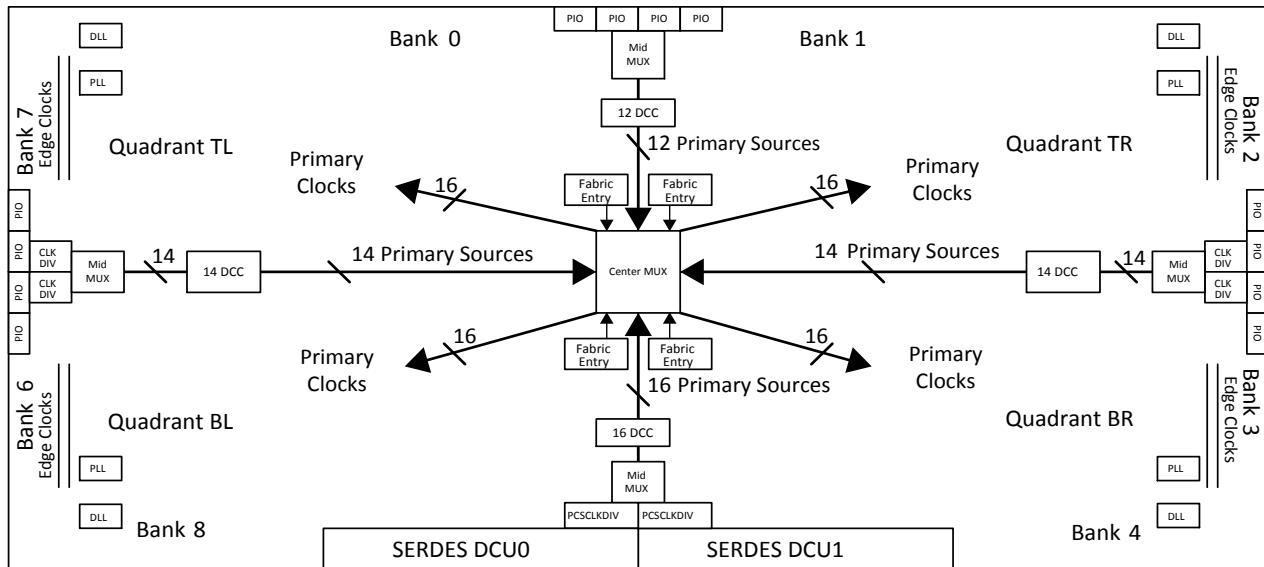 PIO PIO PIO PIO
DLL
Bank 0
Bank 1
DLL
Mid
MUX
PLL
PLL
Bank 7
Edge Clocks
Bank 2
Edge Clocks
12 DCC
Quadrant TL
12 Primary Sources
Quadrant TR
Primary
Clocks
16
Fabric
Entry
Fabric
Entry
16
Primary
Clocks
PIO
PIO
PIO
PIO
CLK
DIV
CLK
DIV
Mid
MUX
14
14 DCC
14 Primary Sources
Center MUX
14 Primary Sources
14 DCC
14
Mid
MUX
CLK
DIV
CLK
DIV
PIO
PIO
PIO
PIO
Primary
Clocks
16
Fabric
Entry
Fabric
Entry
16
Primary
Clocks
16 Primary Sources
Bank 6
Edge Clocks
Bank 3
Edge Clocks
Quadrant BL
Quadrant BR
16 DCC
PLL
PLL
Mid
MUX
DLL
Bank 8
PCSCLKDIV PCSCLKDIV
Bank 4
DLL
SERDES DCU0
SERDES DCU1